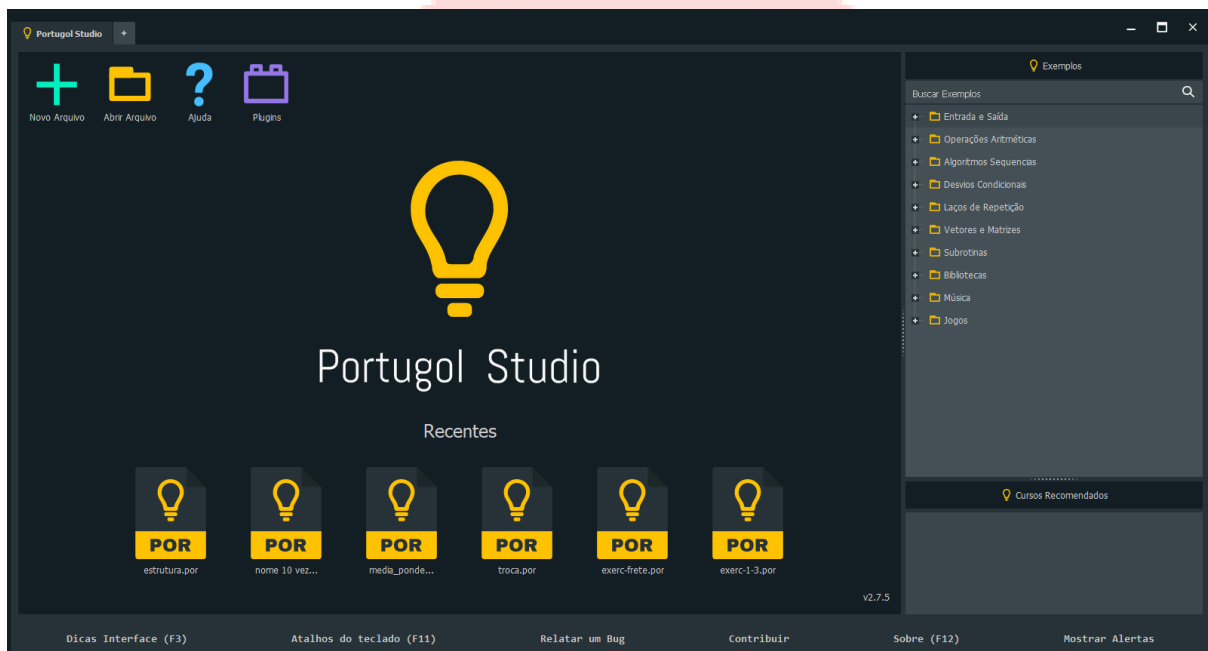 Portugol Studio +
Novo Arquivo Abrir Arquivo Ajuda Plugins
Portugol Studio
Recentes
POR POR POR POR POR POR
estrutura.por nome 10 vez... media_ponde... troca.por exerc-frete.por exerc-1-3.por
v2.7.5
Exemplos
Buscar Exemplos
Entrada e Saída
Operações Aritméticas
Algoritmos Sequencias
Desvios Condicionais
Laços de Repetição
Vetores e Matrizes
Subrotinas
Bibliotecas
Música
Jogos
Cursos Recomendados
Dicas Interface (F3) Atalhos do teclado (F11) Relatar um Bug Contribuir Sobre (F12) Mostrar Alertas